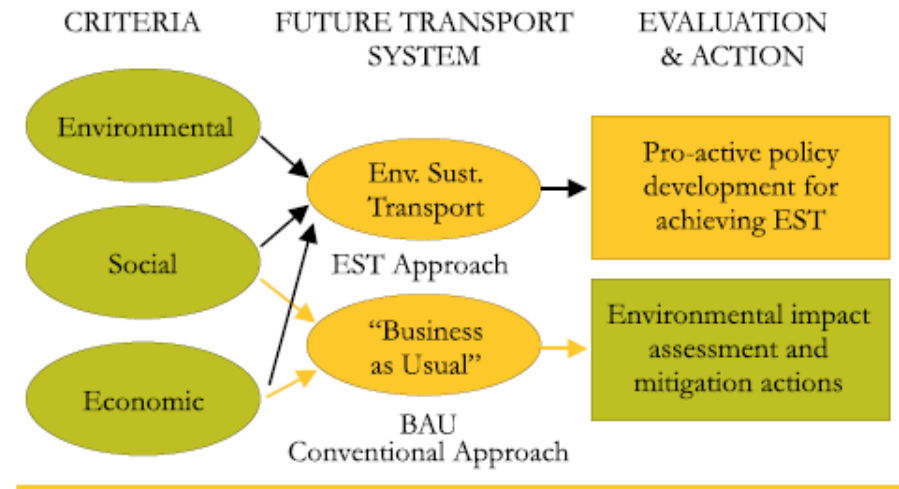 CRITERIA
FUTURE TRANSPORT
SYSTEM
EVALUATION
& ACTION
Environmental
Social
Economic
Env. Sust.
Transport
EST Approach
“Business
as Usual”
BAU
Conventional Approach
Pro-active policy
development for
achieving EST
Environmental impact
assessment and
mitigation actions